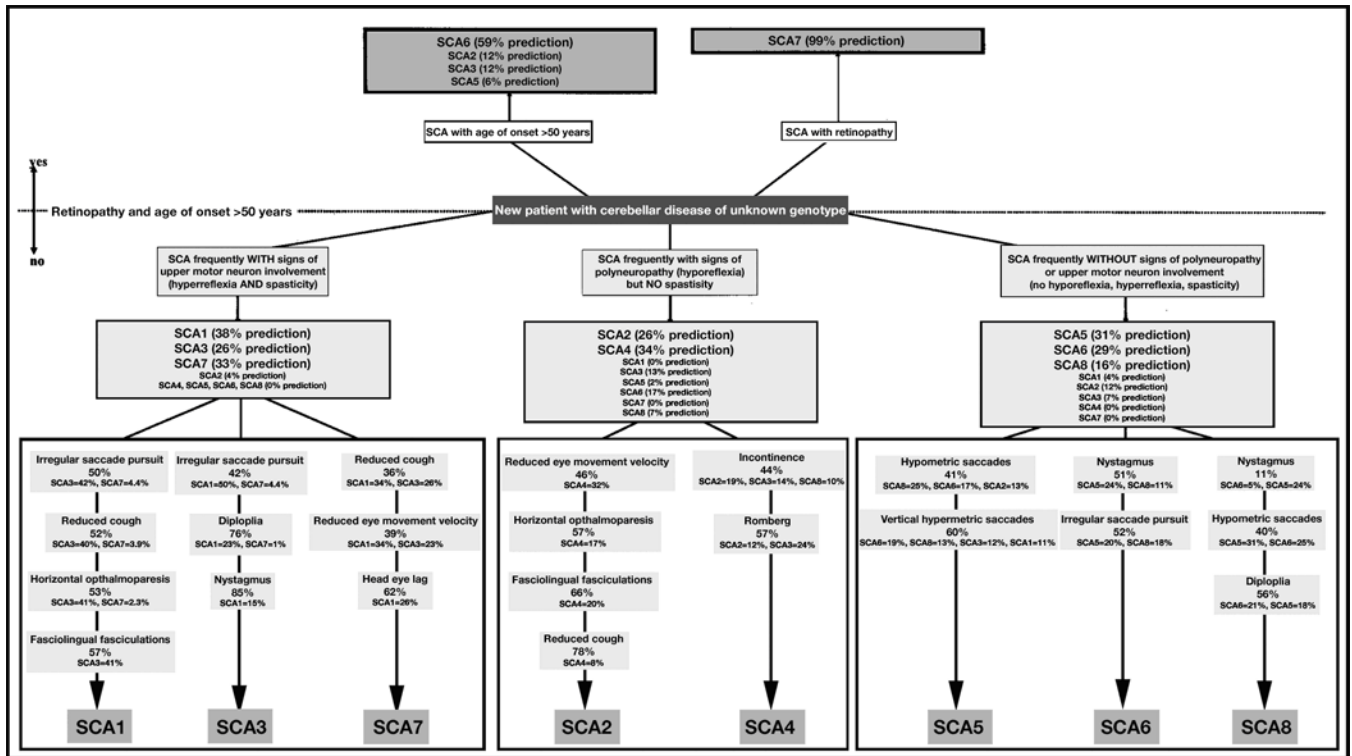 SCA6 (59% prediction)
SCA2 (12% prediction)
SCA3 (12% prediction)
SCA5 (6% prediction)
SCA7 (99% prediction)
SCA with age of onset >50 years
SCA with retinopathy
yes
Retinopathy and age of onset >50 years
no
New patient with cerebellar disease of unknown genotype
SCA frequently WITH signs of
upper motor neuron involvement
(hyperreflexia AND spasticity)
SCA freguently with signs of
polyneuropathy (hyporeflexia)
but NO spastisity
SCA frequently WITHOUT signs of polyneuropathy
or upper motor neuron involvement
(no hyporeflexia, hyperreflexia, spasticity)
SCA1 (38% prediction)
SCA3 (26% prediction)
SCA7 (33% prediction)
SCA2 (4% prediction)
SCA4, SCA5, SCA6, SCA8 (0% prediction)
SCA2 (26% prediction)
SCA4 (34% prediction)
SCA1 (0% prediction)
SCA3 (13% prediction)
SCA5 (2% prediction)
SCA6 (17% prediction)
SCA7 (0% prediction)
SCA8 (7% prediction)
SCA5 (31% prediction)
SCA6 (29% prediction)
SCA8 (16% prediction)
SCA1 (4% prediction)
SCA2 (12% prediction)
SCA3 (7% prediction)
SCA4 (0% prediction)
SCA7 (0% prediction)
Irregular saccade pursuit
50%
SCA3=42%, SCA7=4.4%
Reduced cough
52%
SCA3=40%, SCA7=3.9%
Horizontal opthalmoparesis
53%
SCA3=41%, SCA7=2.3%
Fasciolingual fasciculations
57%
SCA3=41%
SCA1
Irregular saccade pursuit
42%
SCA1=50%, SCA7=4.4%
Diploplia
76%
SCA1=23%, SCA7=1%
Nystagmus
85%
SCA1=15%
SCA3
Reduced cough
36%
SCA1=34%, SCA3=26%
Reduced eye movement velocity
39%
SCA1=34%, SCA3=23%
Head eye lag
62%
SCA1=26%
SCA7
Reduced eye movement velocity
46%
SCA4=32%
Horizontal opthalmoparesis
57%
SCA4=17%
Fasciolingual fasciculations
66%
SCA4=20%
Reduced cough
78%
SCA4=8%
SCA2
Incontinence
44%
SCA2=19%, SCA3=14%, SCA8=10%
Romberg
57%
SCA2=12%, SCA3=24%
SCA4
Hypometric saccades
41%
SCA8=25%, SCA6=17%, SCA2=13%
Vertical hypermetric saccades
60%
SCA6=19%, SCA8=13%, SCA3=12%, SCA1=11%
SCA5
Nystagmus
51%
SCA5=24%, SCA8=11%
Irregular saccade pursuit
52%
SCA5=20%, SCA8=18%
SCA6
Nystagmus
11%
SCA6=5%, SCA5=24%
Hypometric saccades
40%
SCA5=31%, SCA6=25%
Diploplia
56%
SCA6=21%, SCA5=18%
SCA8